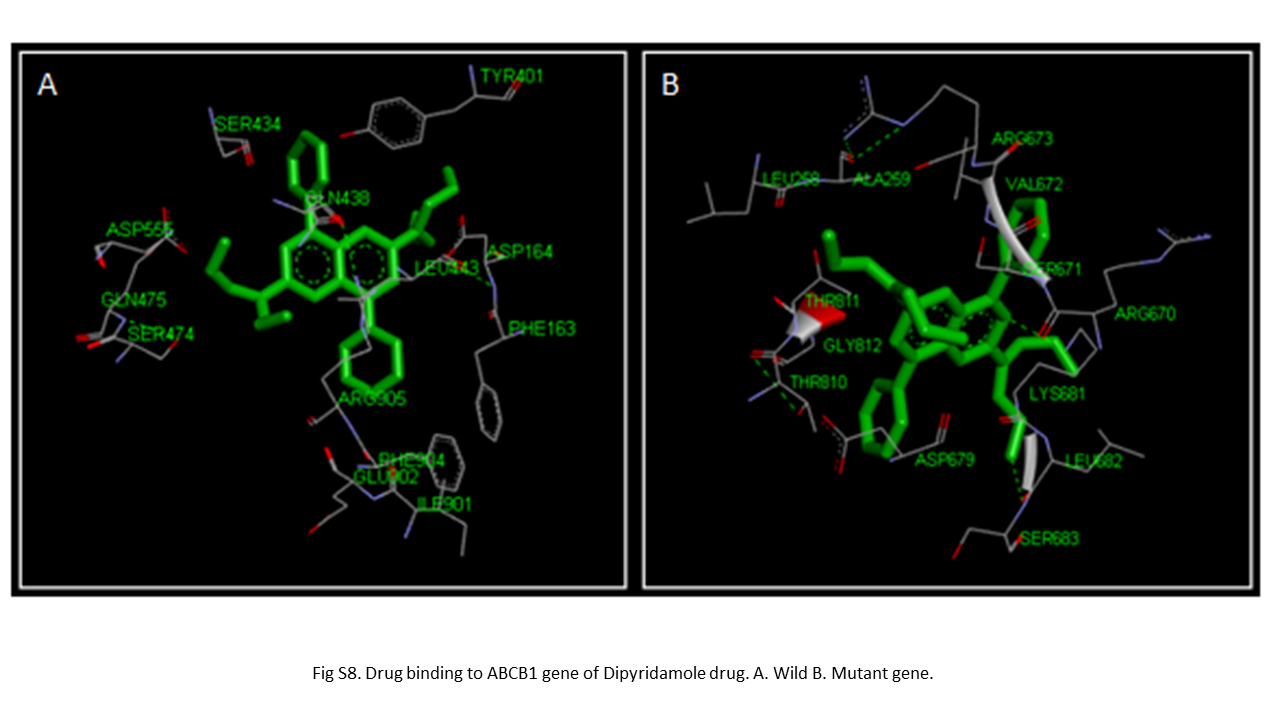 A
TYR401
SER434
GLN438
ASP555
ASP164
LEU443
GLN475
SER474
PHE163
ARG905
PHE904
GLU902
ILE901
B
ARG673
LEU258
ALA259
VAL672
SER671
THR811
ARG670
GLY812
THR810
LYS681
ASP679
LEU682
SER683
Fig S8. Drug binding to ABCB1 gene of Dipyridamole drug. A. Wild B. Mutant gene.